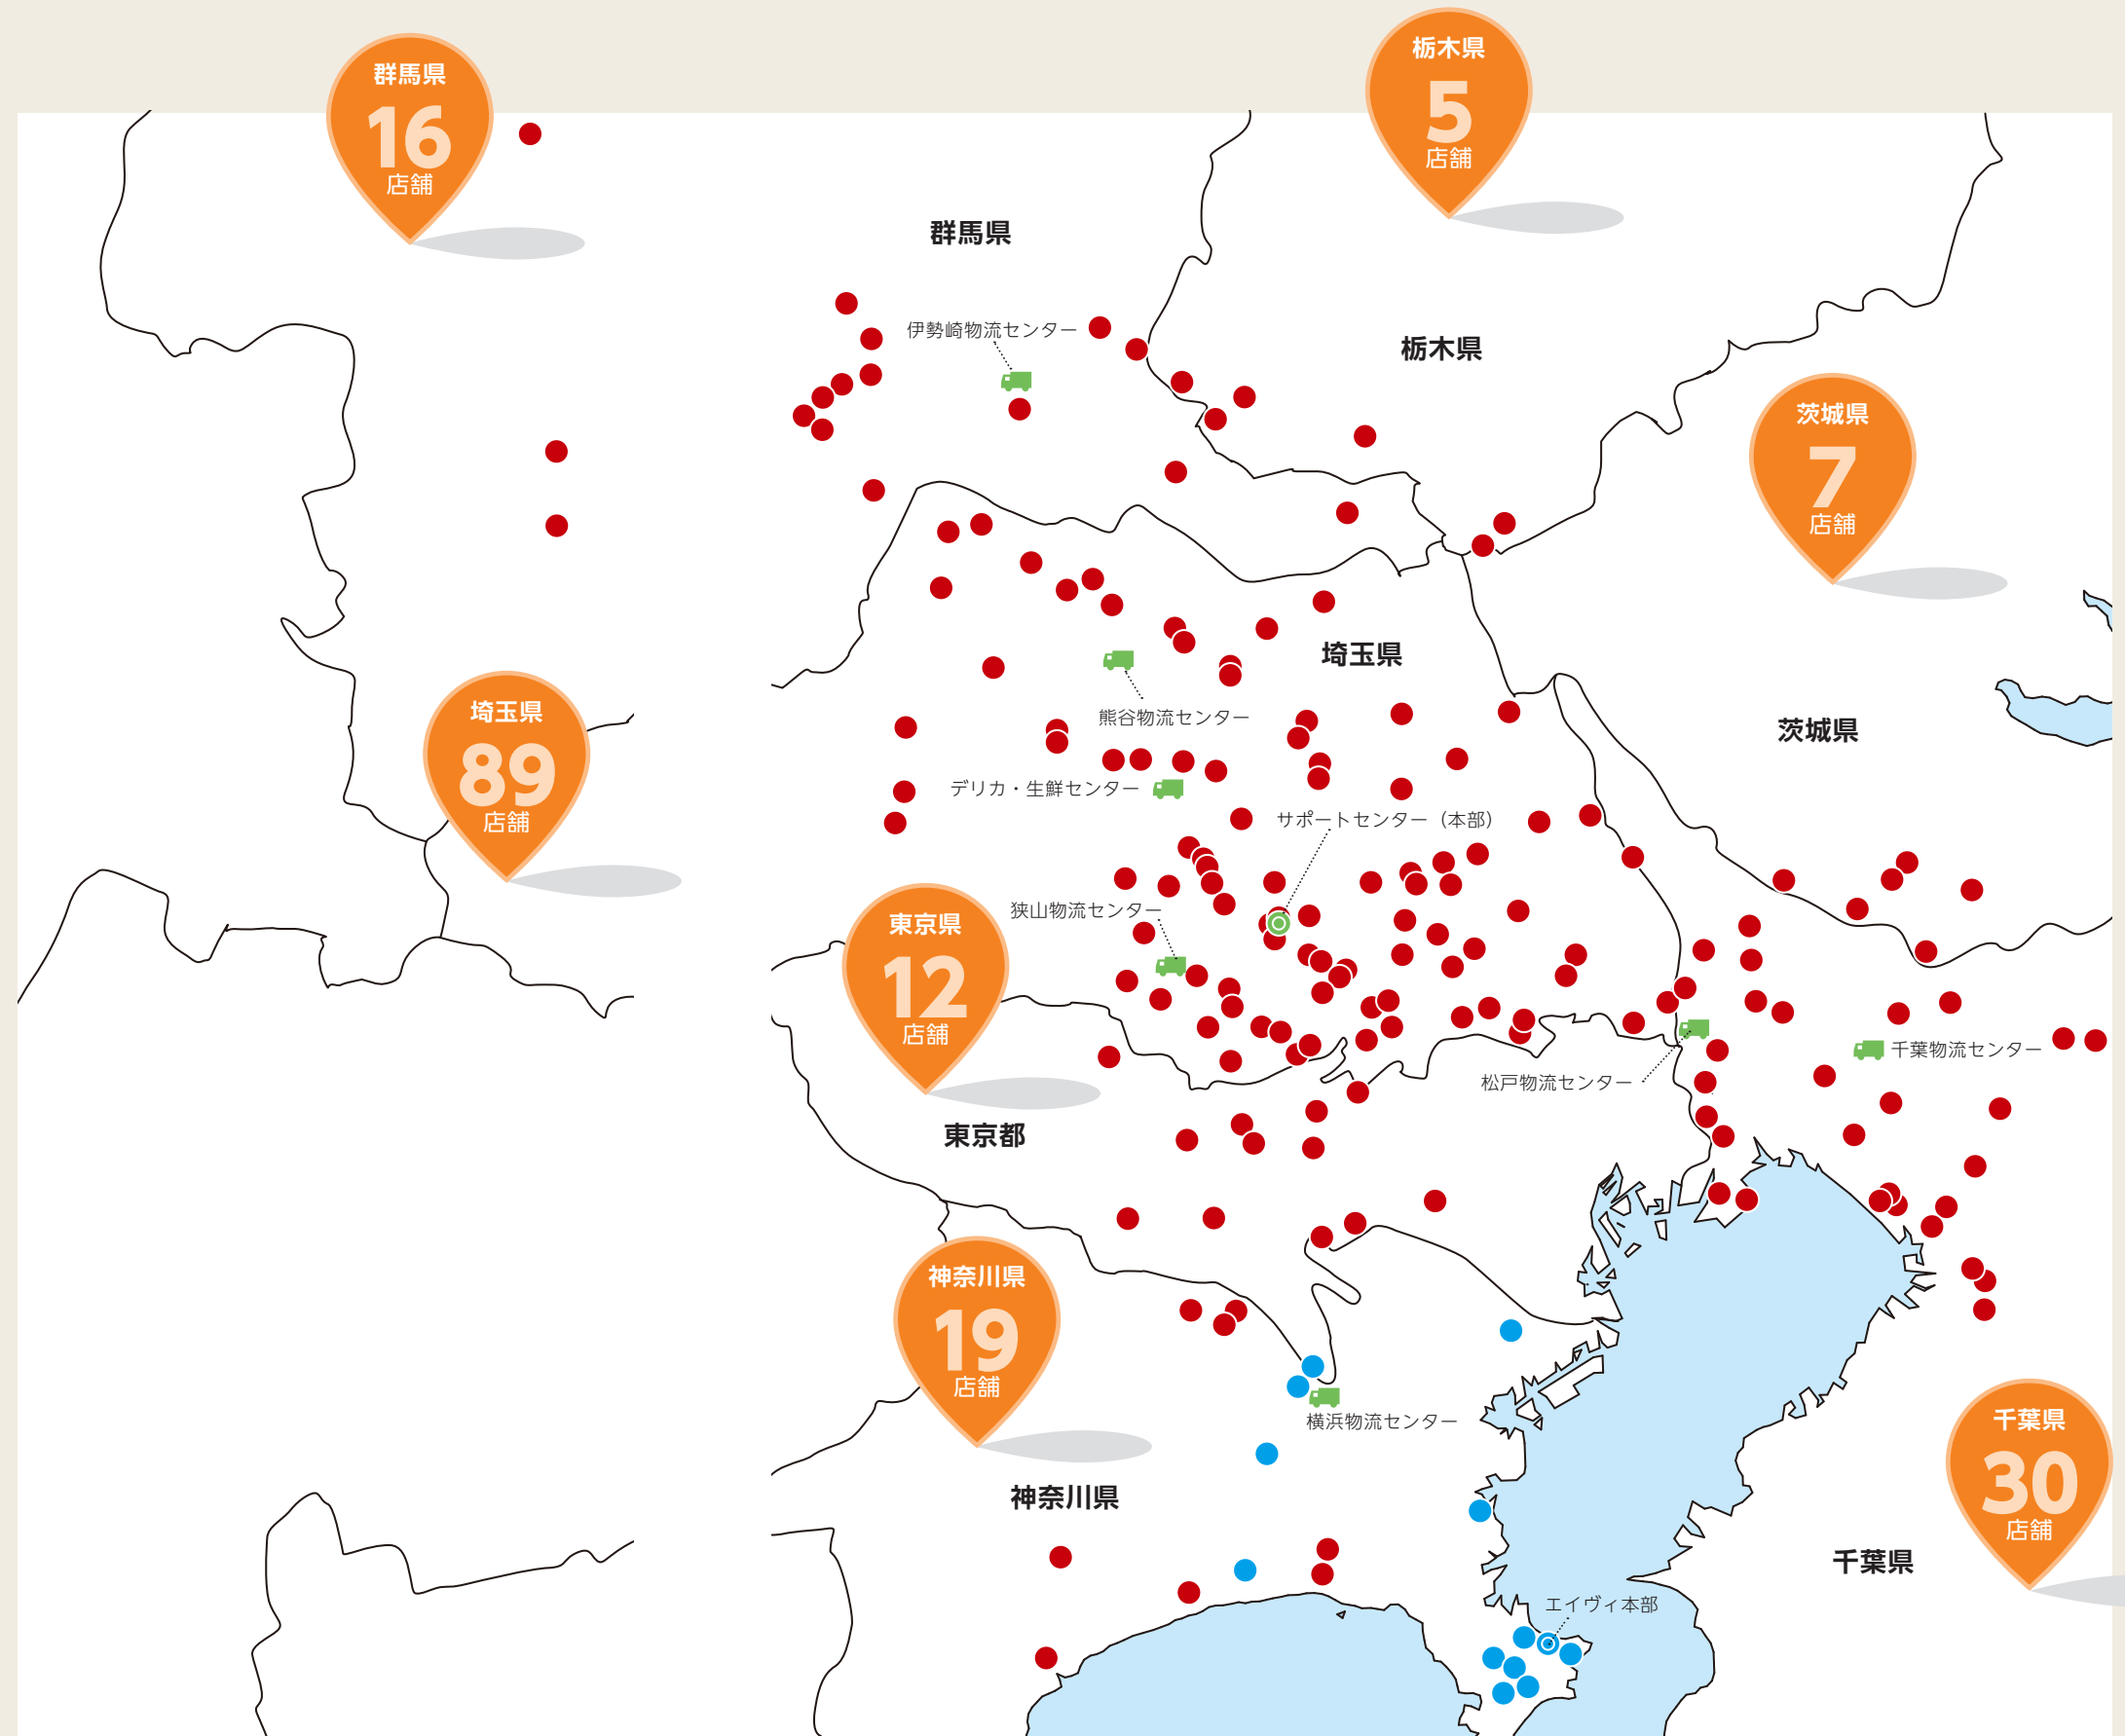 栃木県
5
店舗
群馬県
16
店舗
群馬県
伊勢崎物流センター
栃木県
茨城県
7
店舗
埼玉県
熊谷物流センター
埼玉県
89
店舗
茨城県
デリカ・生鮮センター
サポートセンター（本部）
狭山物流センター
東京県
12
店舗
千葉物流センター
松戸物流センター
東京都
神奈川県
19
店舗
横浜物流センター
神奈川県
千葉県
30
店舗
千葉県
エイヴィ本部